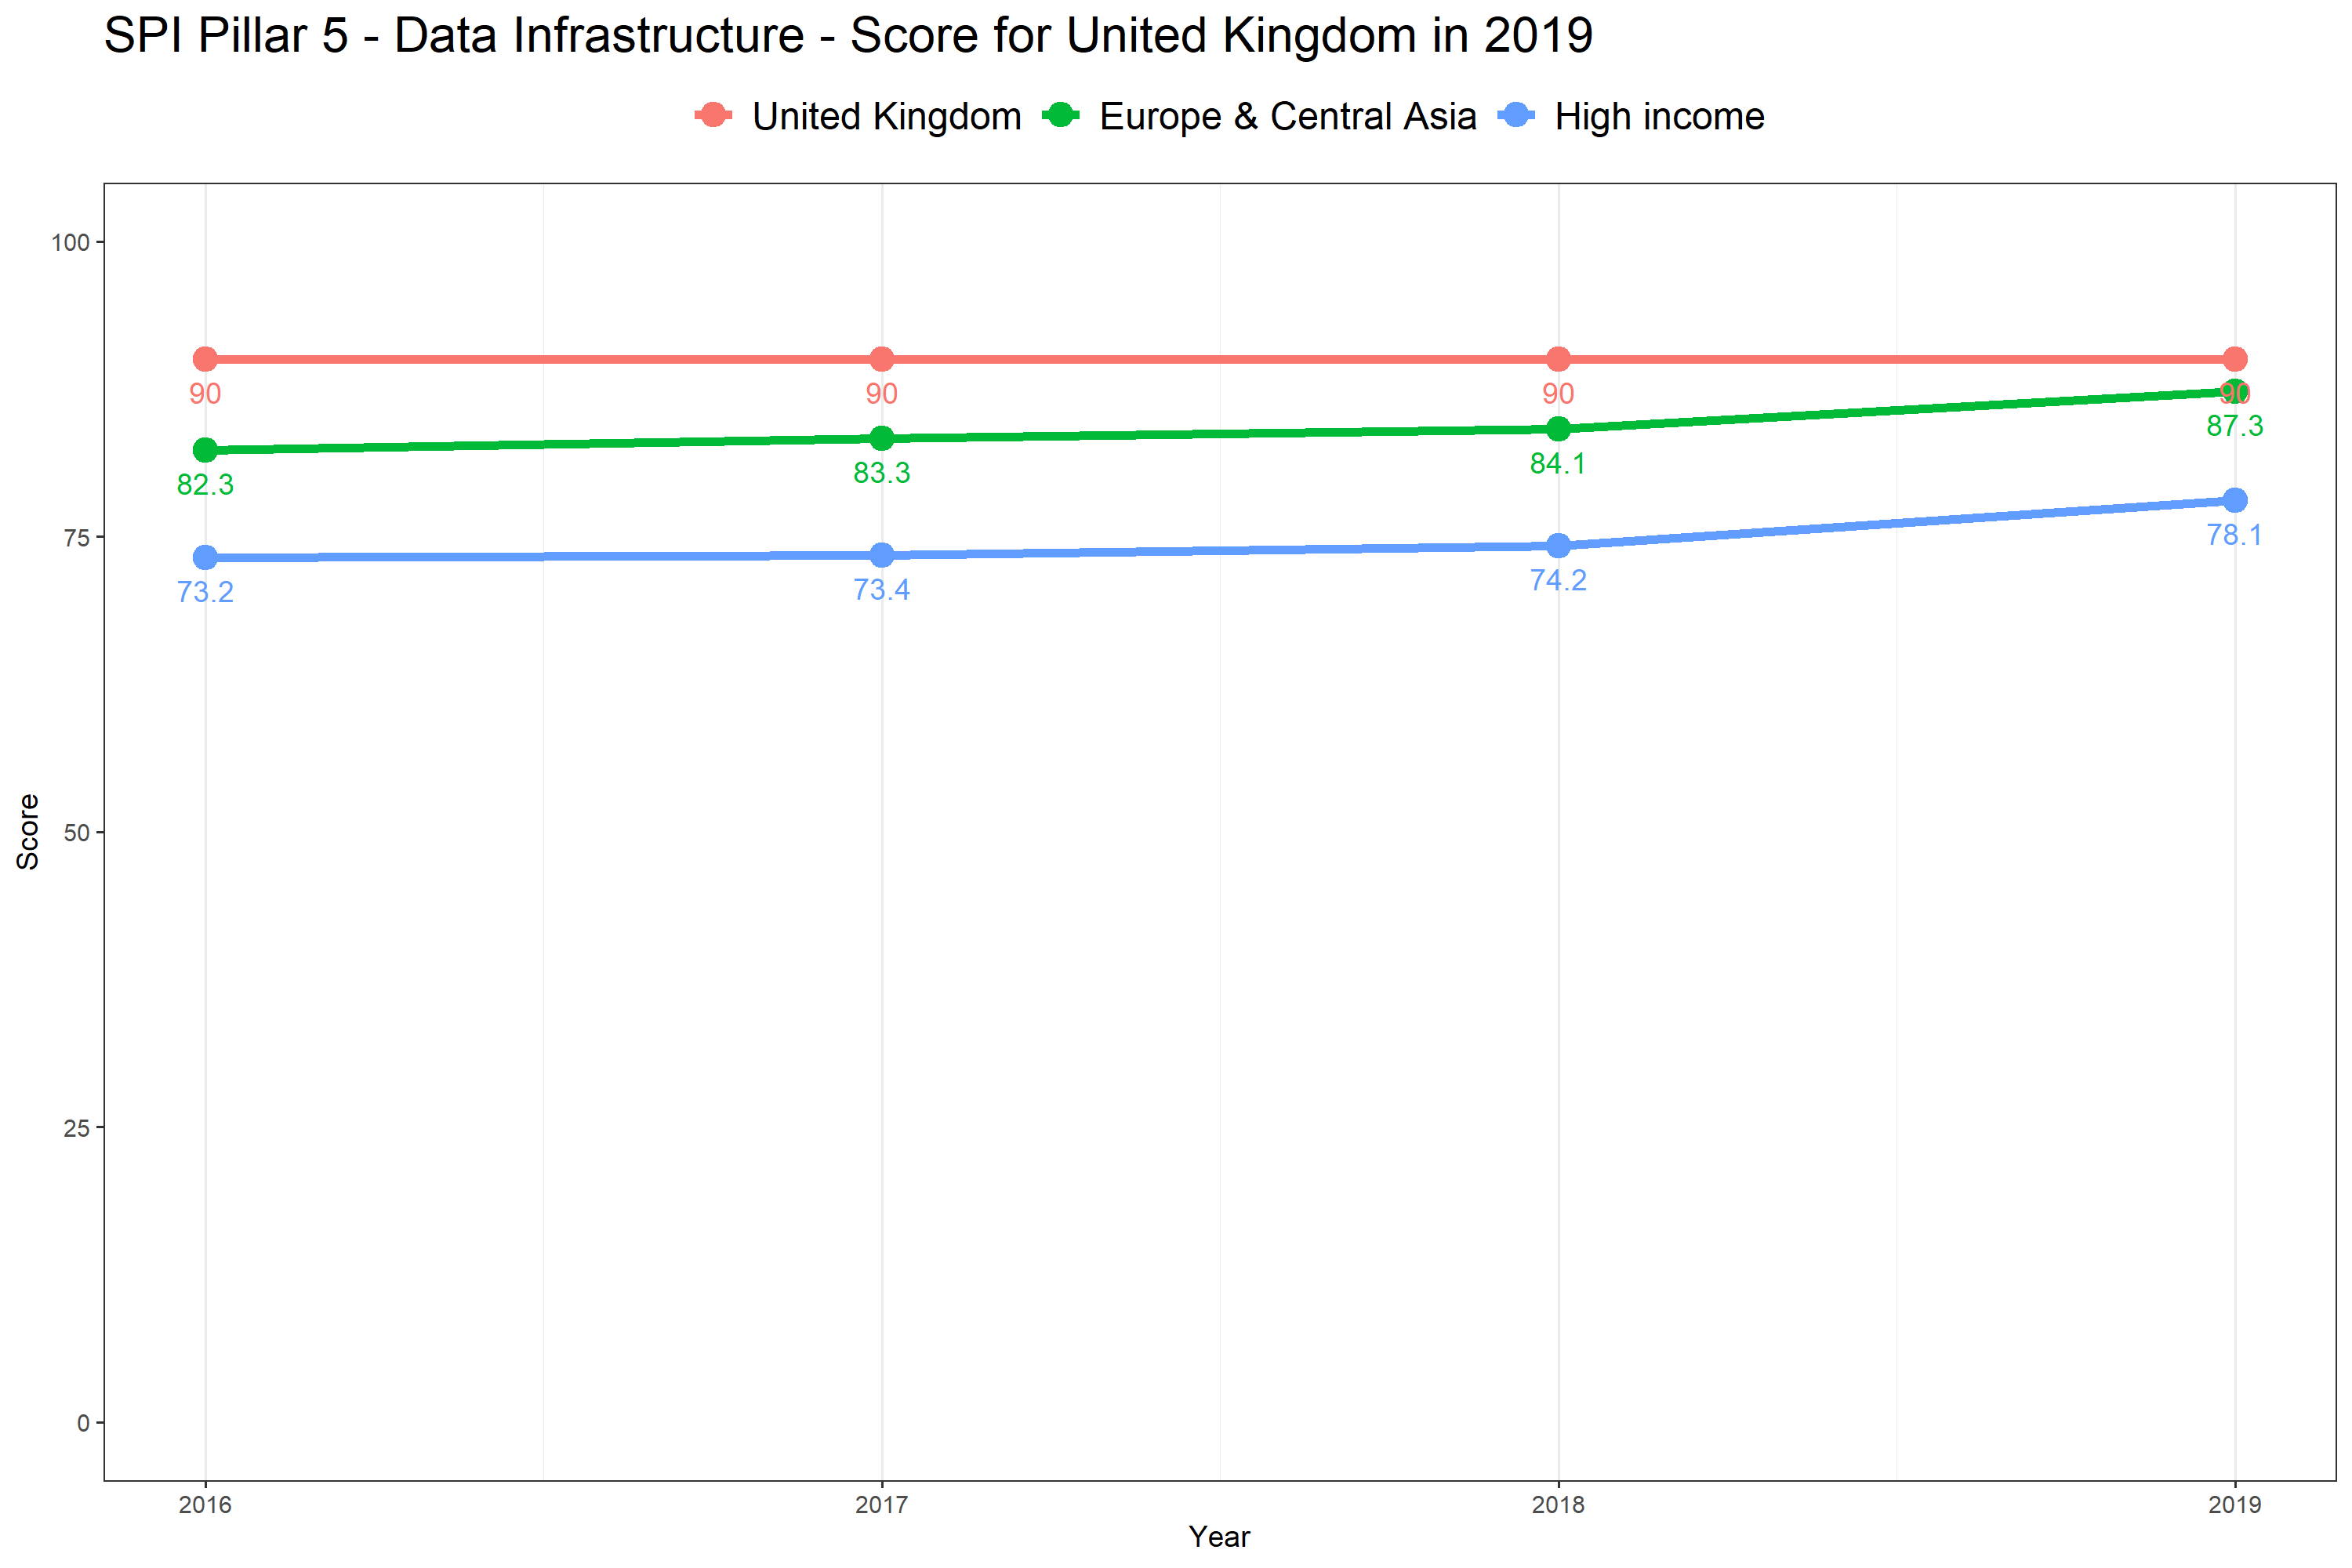 SPI Pillar 5 - Data Infrastructure - Score for United Kingdom in 2019
United Kingdom Europe & Central Asia High income
100
75
50
25
0
Score
90 90 90 90
82.3 83.3 84.1 87.3
73.2 73.4 74.2 78.1
2016 2017 2018 2019
Year